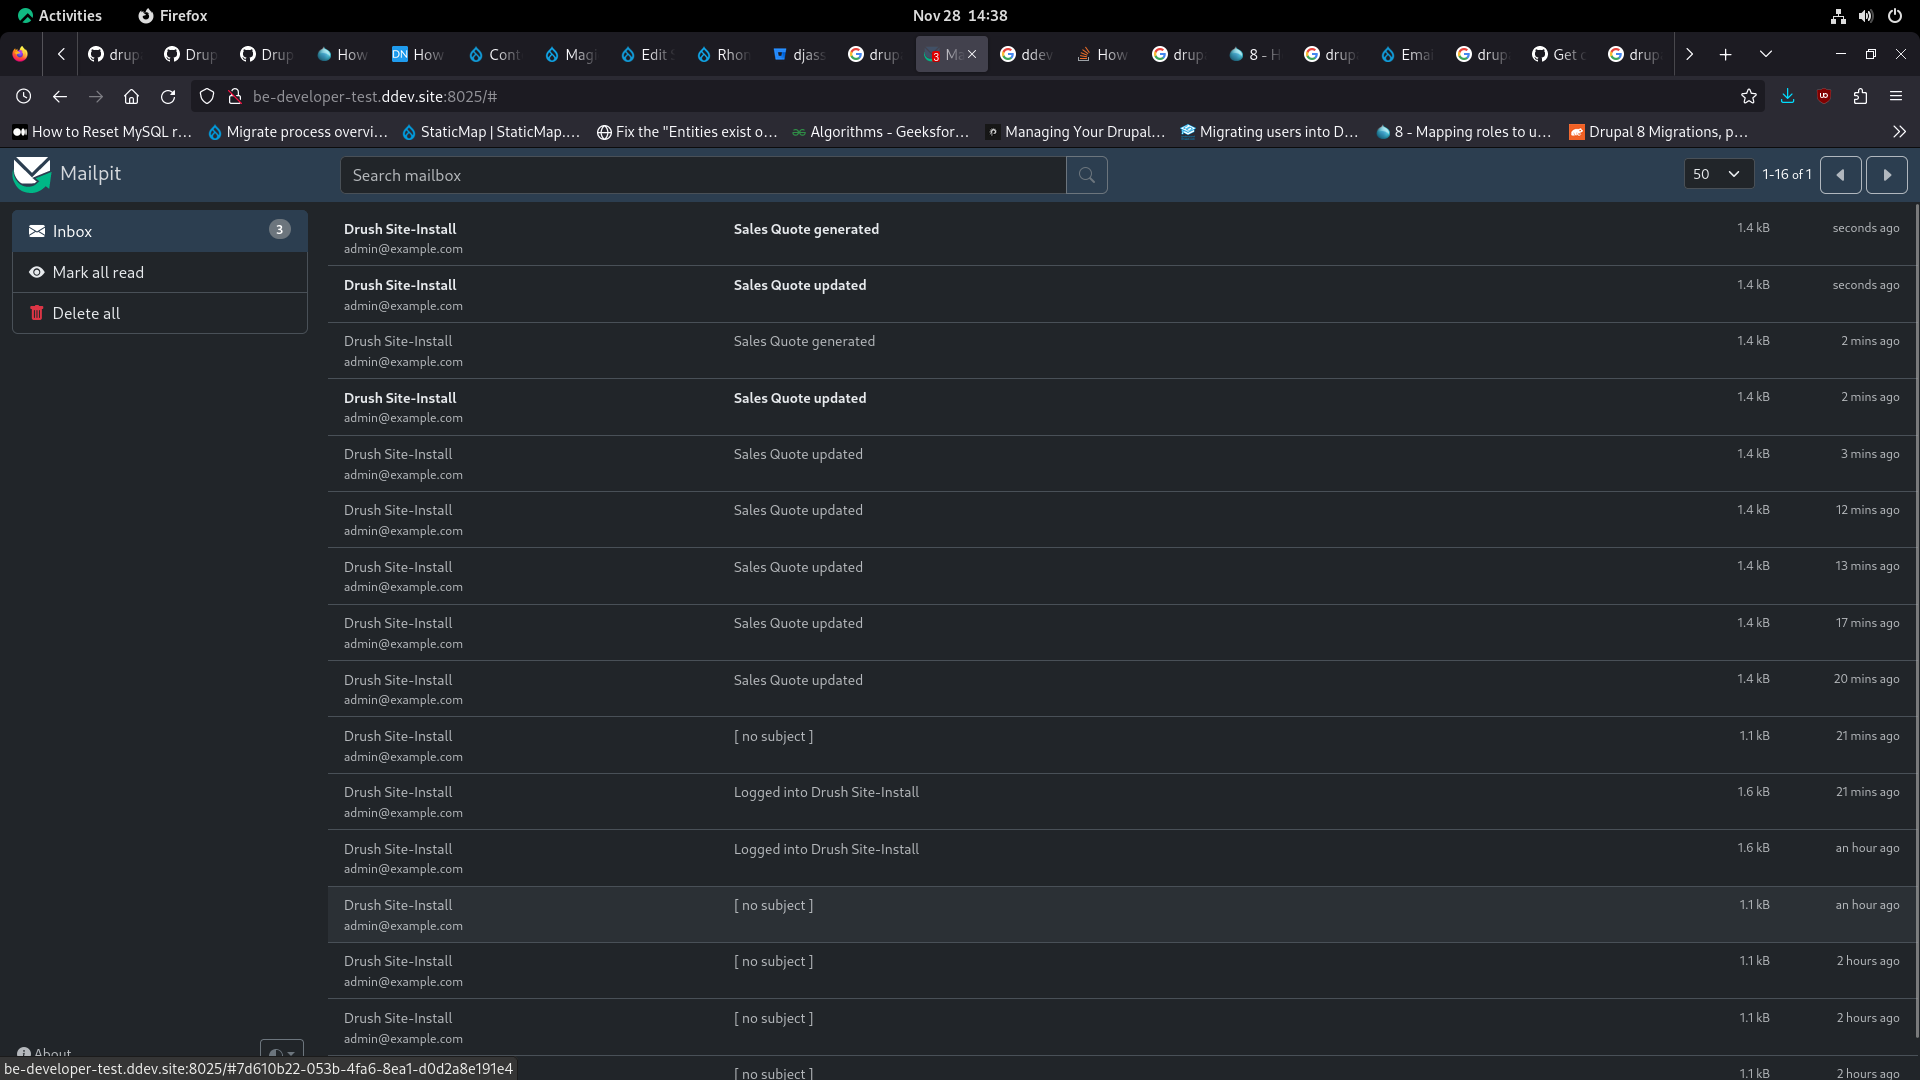 Activities Firefox Nov 28 14:38
drup Drup Drup How DN How Cont Magi Edit Rhon djass drup 3 Ma ddev How drup 8 - H drup Emai drup Get drup
be-developer-test.ddev.site:8025/#
How to Reset MySQL r… Migrate process overvi… StaticMap | StaticMap.… Fix the "Entities exist o… Algorithms - Geeksfor… Managing Your Drupal… Migrating users into D… 8 - Mapping roles to u… Drupal 8 Migrations, p…
Mailpit Search mailbox 50 1-16 of 1
Inbox 3
Mark all read
Delete all
Drush Site-Install Sales Quote generated 1.4 kB seconds ago
admin@example.com
Drush Site-Install Sales Quote updated 1.4 kB seconds ago
admin@example.com
Drush Site-Install Sales Quote generated 1.4 kB 2 mins ago
admin@example.com
Drush Site-Install Sales Quote updated 1.4 kB 2 mins ago
admin@example.com
Drush Site-Install Sales Quote updated 1.4 kB 3 mins ago
admin@example.com
Drush Site-Install Sales Quote updated 1.4 kB 12 mins ago
admin@example.com
Drush Site-Install Sales Quote updated 1.4 kB 13 mins ago
admin@example.com
Drush Site-Install Sales Quote updated 1.4 kB 17 mins ago
admin@example.com
Drush Site-Install Sales Quote updated 1.4 kB 20 mins ago
admin@example.com
Drush Site-Install [ no subject ] 1.1 kB 21 mins ago
admin@example.com
Drush Site-Install Logged into Drush Site-Install 1.6 kB 21 mins ago
admin@example.com
Drush Site-Install Logged into Drush Site-Install 1.6 kB an hour ago
admin@example.com
Drush Site-Install [ no subject ] 1.1 kB an hour ago
admin@example.com
Drush Site-Install [ no subject ] 1.1 kB 2 hours ago
admin@example.com
Drush Site-Install [ no subject ] 1.1 kB 2 hours ago
admin@example.com
[ no subject ] 1.1 kB 2 hours ago
About
be-developer-test.ddev.site:8025/#7d610b22-053b-4fa6-8ea1-d0d2a8e191e4